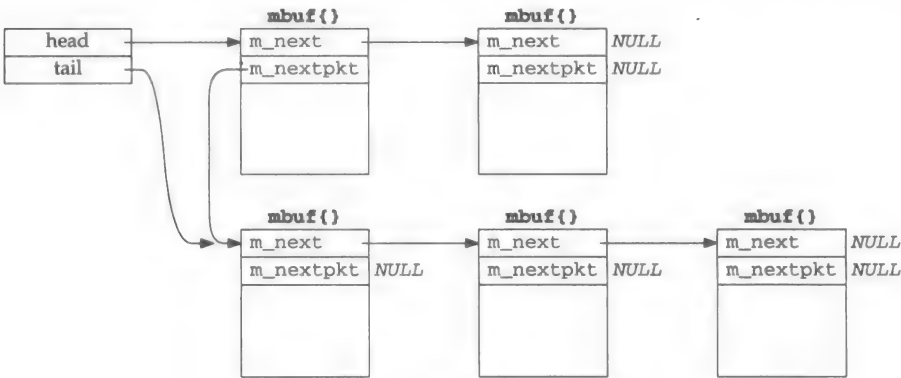 mbuf{} mbuf{}
head m_next m_next NULL
tail m_nextpkt m_nextpkt NULL
mbuf{} mbuf{} mbuf{}
m_next m_next m_next NULL
m_nextpkt NULL m_nextpkt NULL m_nextpkt NULL